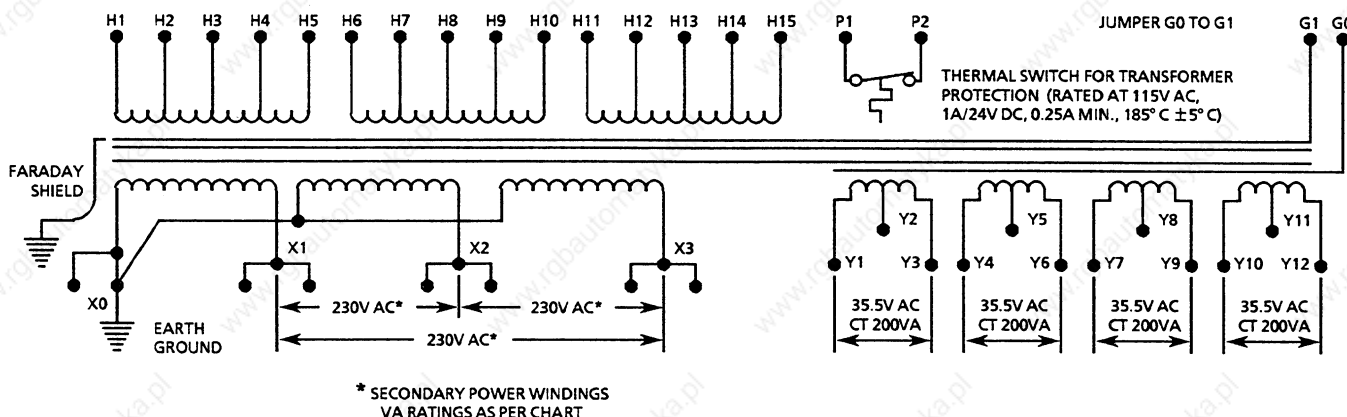 H1 H2 H3 H4 H5 H6 H7 H8 H9 H10 H11 H12 H13 H14 H15 P1 P2 JUMPER G0 TO G1 G1 G0
THERMAL SWITCH FOR TRANSFORMER
PROTECTION (RATED AT 115V AC,
1A/24V DC, 0.25A MIN., 185°C ±5°C)
FARADAY
SHIELD
X0
EARTH
GROUND
X1 X2 X3
230V AC* 230V AC*
230V AC*
Y2 Y5 Y8 Y11
Y1 Y3 Y4 Y6 Y7 Y9 Y10 Y12
35.5V AC 35.5V AC 35.5V AC 35.5V AC
CT 200VA CT 200VA CT 200VA CT 200VA
* SECONDARY POWER WINDINGS
VA RATINGS AS PER CHART
www.rgbautomatyka.pl